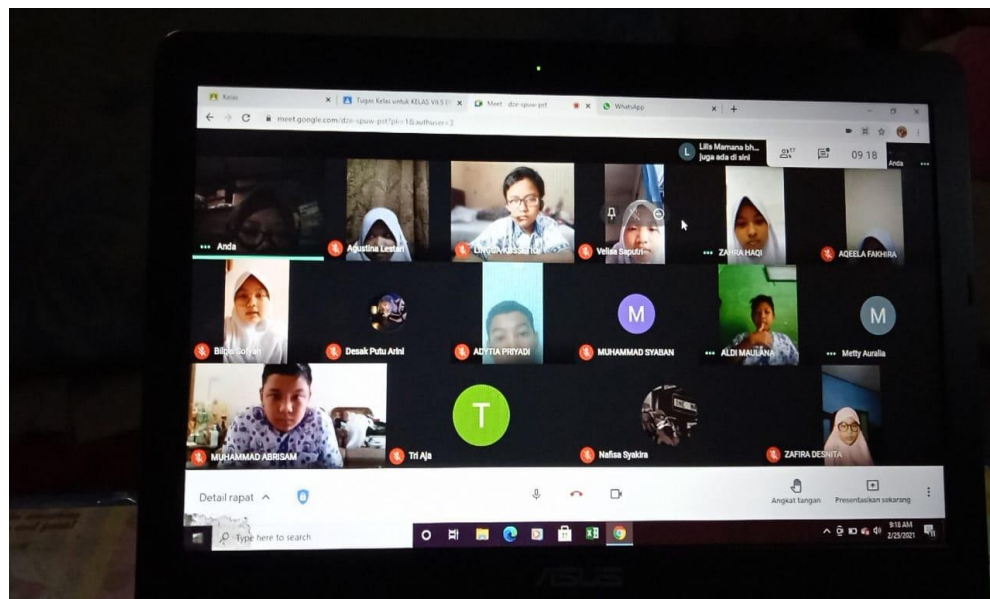 Kelas
Tugas Kelas untuk KELAS VII.5
Meet - dze-spuw-pst
WhatsApp
meet.google.com/dze-spuw-pst?pli=1&authuser=3
L
Lilis Mamana bh...
juga ada di sini
17
09.18
Anda
Anda
Agustina Lestari
Velisa Saputri
ZAHRA HAQI
AQEELA FAKHIRA
Bilqis Sofyan
Desak Putu Arini
ADYTIA PRIYADI
M
MUHAMMAD SYABAN
ALDI MAULANA
M
Metty Auralia
MUHAMMAD ABRISAM
T
Tri Aja
Nafisa Syakira
ZAFIRA DESNITA
Detail rapat
Angkat tangan
Presentasikan sekarang
Type here to search
9:18 AM
2/25/2021
ASUS